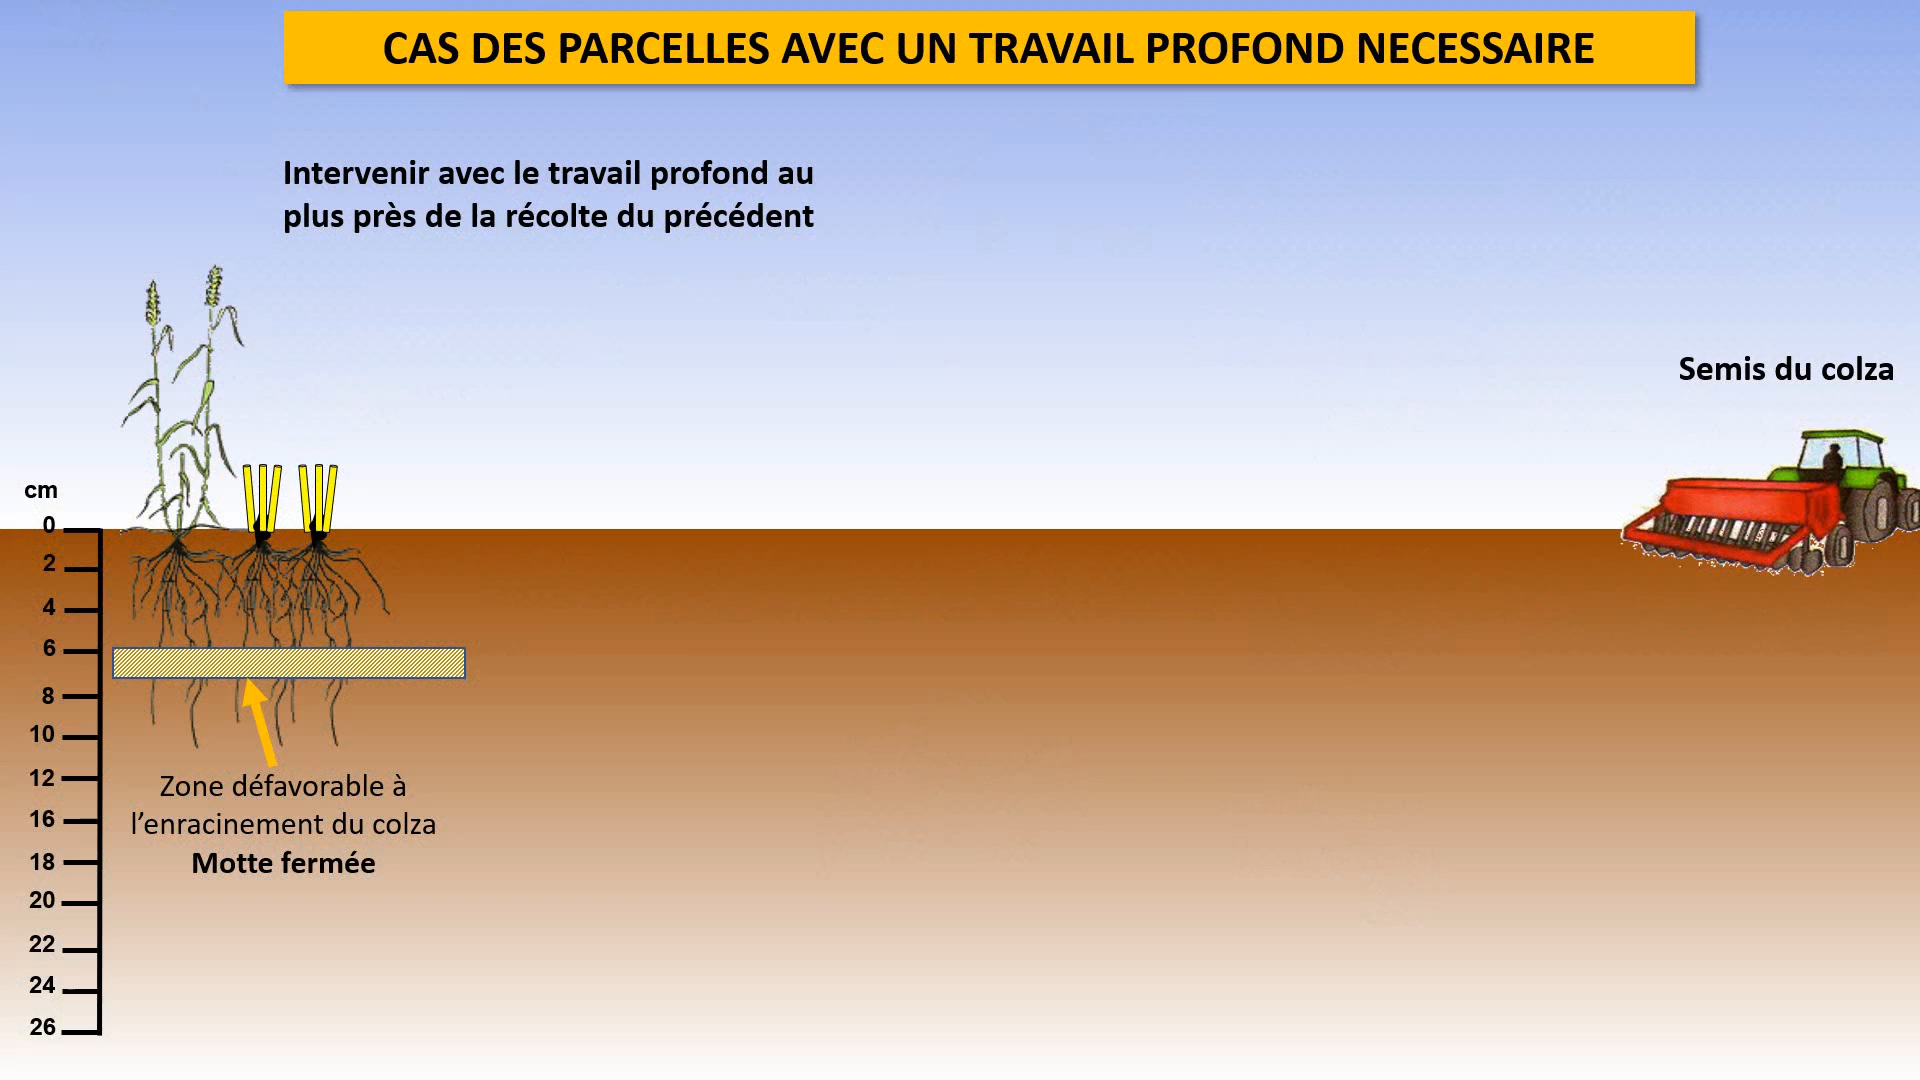 CAS DES PARCELLES AVEC UN TRAVAIL PROFOND NECESSAIRE
Intervenir avec le travail profond au
plus près de la récolte du précédent
Semis du colza
cm
0
2
4
6
8
10
12
16
18
20
22
24
26
Zone défavorable à
l’enracinement du colza
Motte fermée